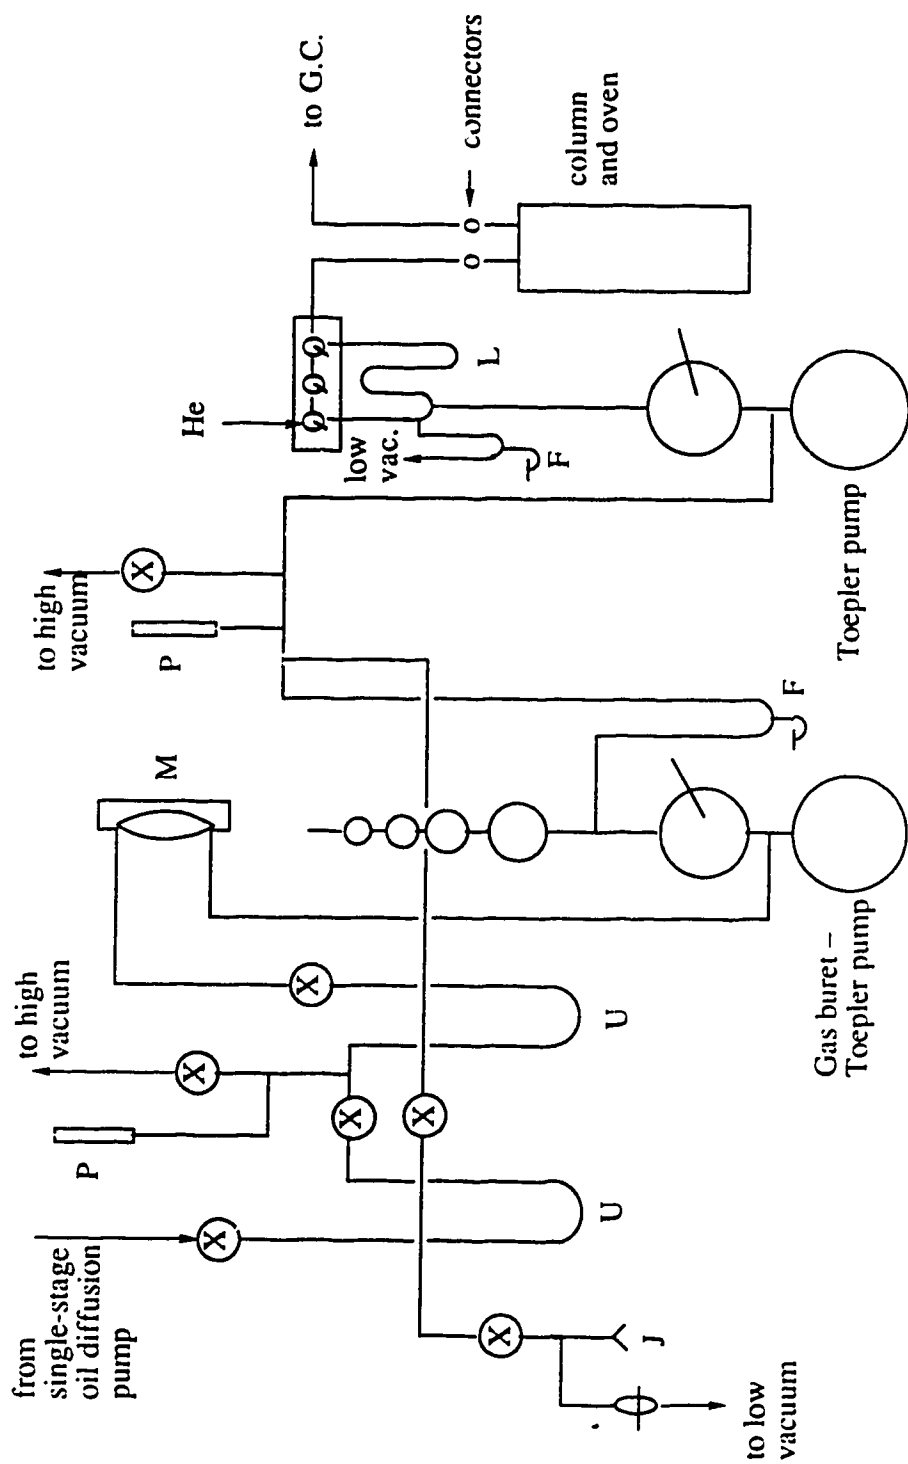 from
single-stage
oil diffusion
pump
X
P
to high
vacuum
X
X
X
X
U
U
X
J
to low
vacuum
M
Gas buret –
Toepler pump
F
P
to high
vacuum
X
Toepler pump
low
vac.
F
He
L
to G.C.
connectors
column
and oven